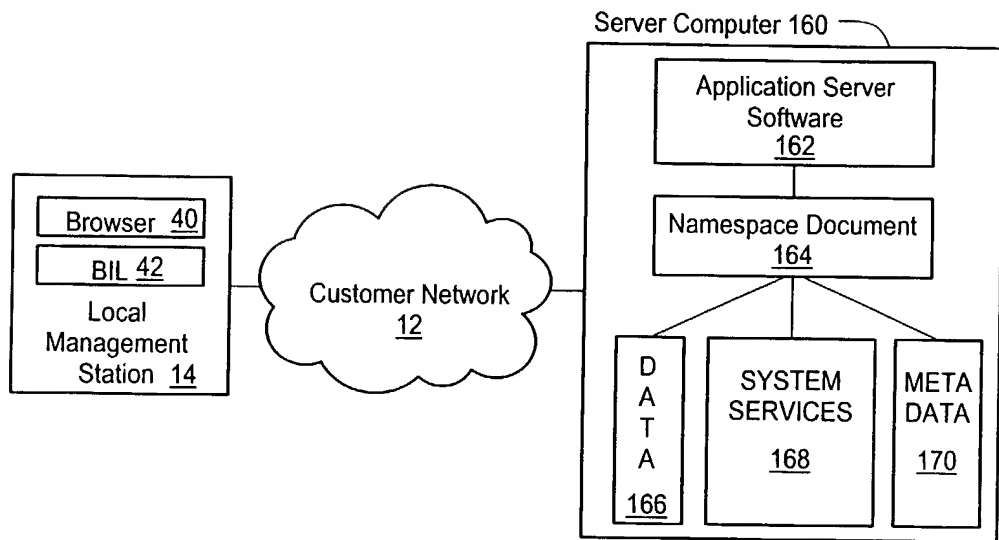 Server Computer 160
Application Server
Software
162
Namespace Document
164
Browser 40
BIL 42
Local
Management
Station 14
Customer Network
12
D
A
T
A
166
SYSTEM
SERVICES
168
META
DATA
170